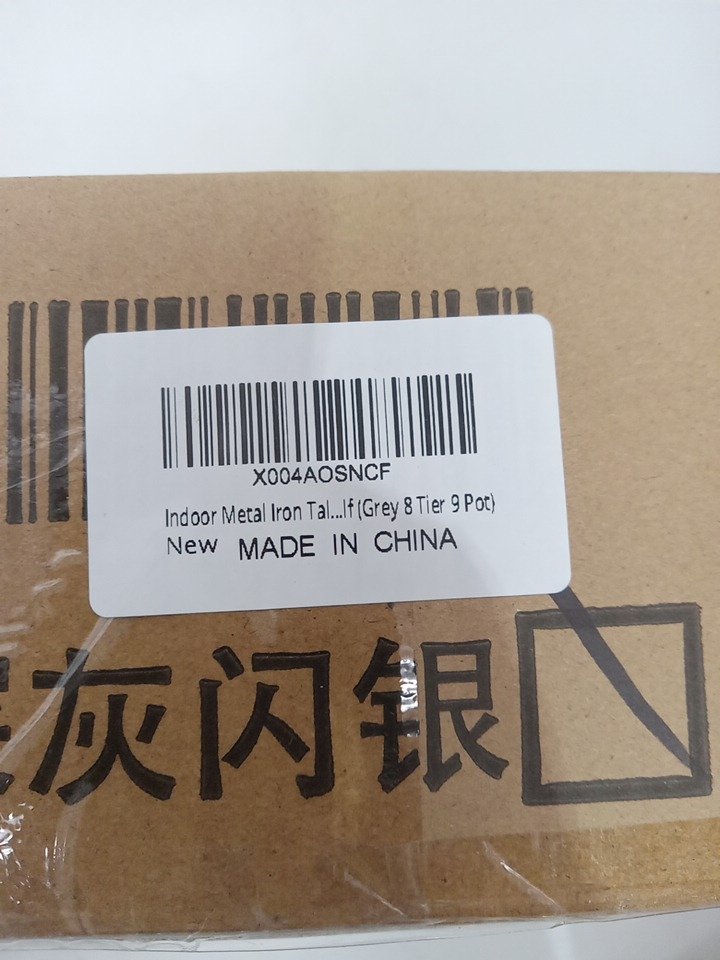 X004AOSNCF
Indoor Metal Iron Tal...lf (Grey 8 Tier 9 Pot)
New MADE IN CHINA
灰闪银